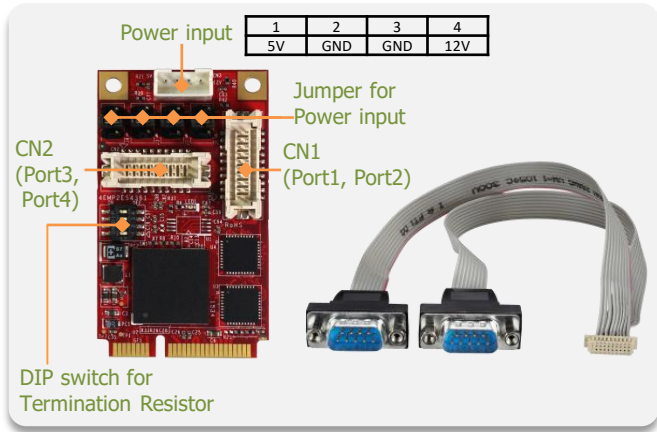 Power input
1 2 3 4
5V GND GND 12V
Jumper for
Power input
CN2
(Port3,
Port4)
CN1
(Port1, Port2)
RoHS
DIP switch for
Termination Resistor